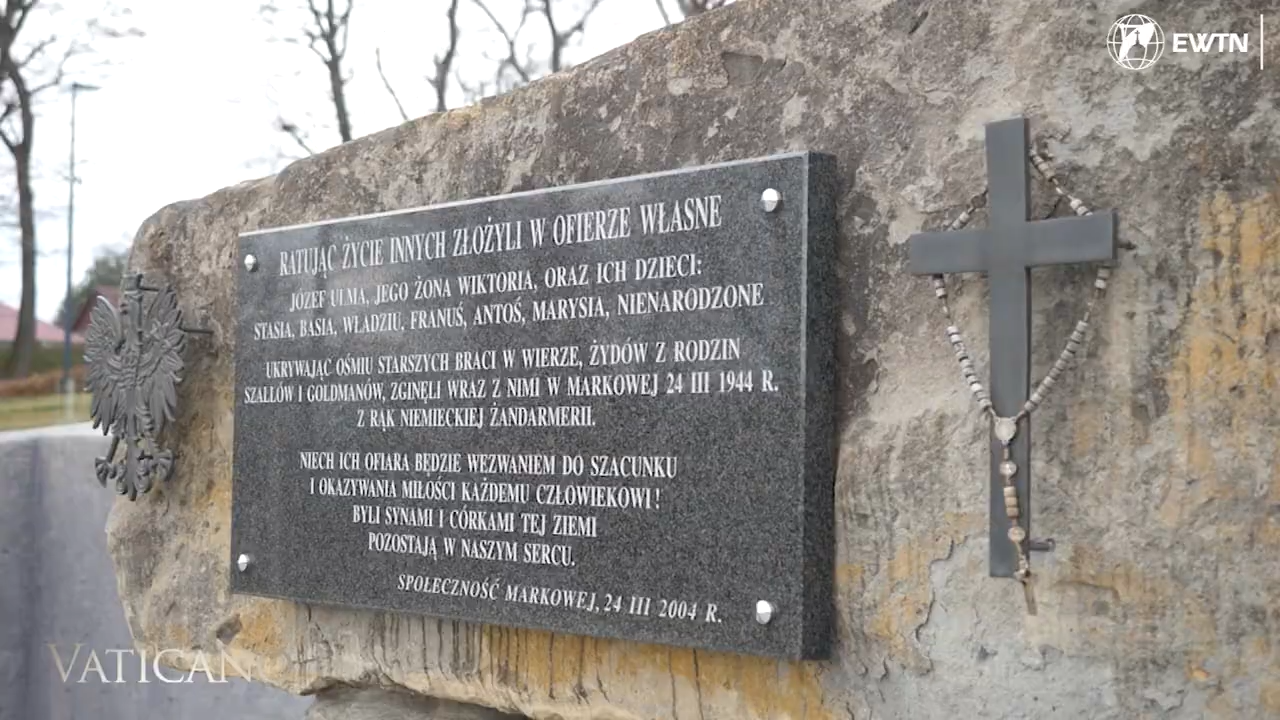 EWTN
RATUJĄC ŻYCIE INNYCH ZŁOŻYLI W OFIERZE WŁASNE
JÓZEF ULMA, JEGO ŻONA WIKTORIA, ORAZ ICH DZIECI:
STASIA, BASIA, WŁADZIU, FRANUŚ, ANTOŚ, MARYSIA, NIENARODZONE
UKRYWAJĄC OŚMIU STARSZYCH BRACI W WIERZE, ŻYDÓW Z RODZIN
SZALLÓW I GOLDMANÓW, ZGINĘLI WRAZ Z NIMI W MARKOWEJ 24 III 1944 R.
Z RĄK NIEMIECKIEJ ŻANDARMERII.
NIECH ICH OFIARA BĘDZIE WEZWANIEM DO SZACUNKU
I OKAZYWANIA MIŁOŚCI KAŻDEMU CZŁOWIEKOWI !
BYLI SYNAMI I CÓRKAMI TEJ ZIEMI
POZOSTAJĄ W NASZYM SERCU.
SPOŁECZNOŚĆ MARKOWEJ, 24 III 2004 R.
VATICAN